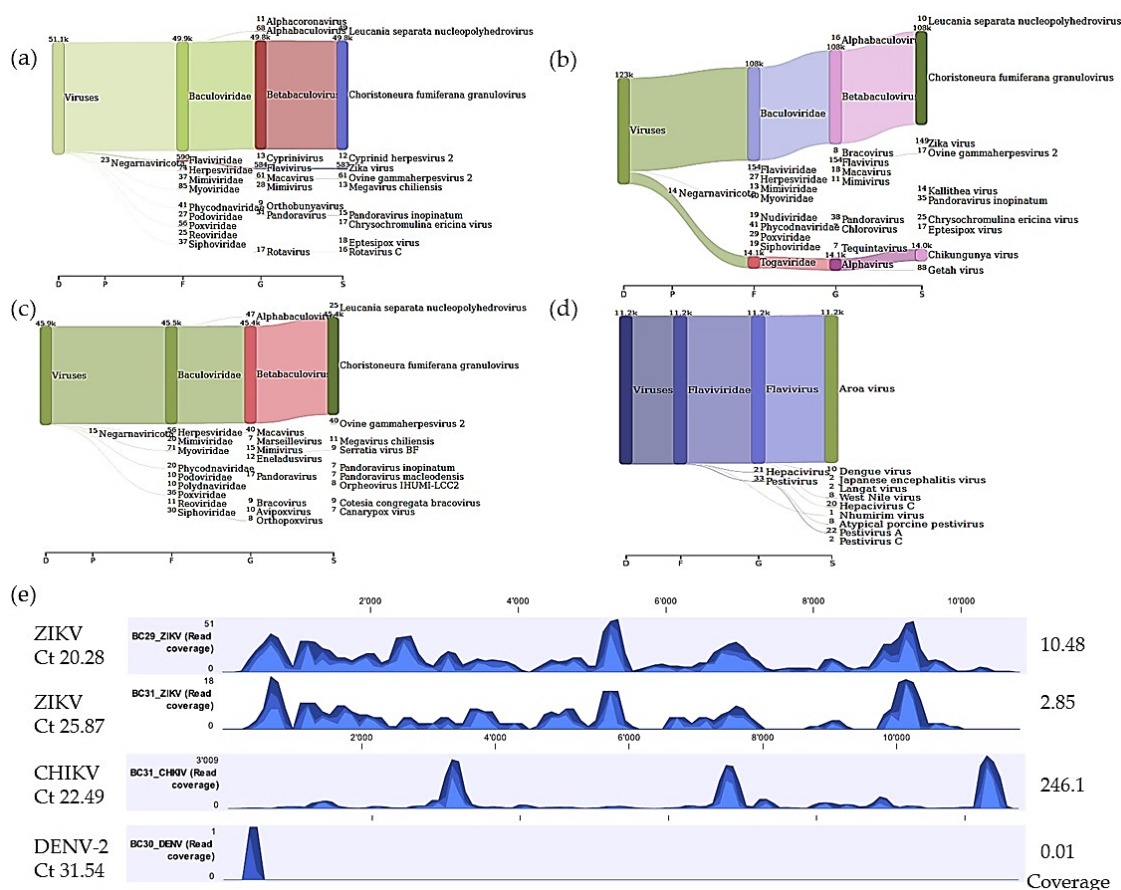 (a)
51.1k
49.9k
11 Alphacoronavirus
68 Alphabaculovirus
49.8k
Leucania separata nucleopolyhedrovirus
49.8k
Viruses
Baculoviridae
Betabaculovirus
Choristoneura fumiferana granulovirus
23 Negarnaviricota
590 Flaviviridae
74 Herpesviridae
37 Mimiviridae
85 Myoviridae
41 Phycodnaviridae
27 Podoviridae
56 Poxviridae
25 Reoviridae
37 Siphoviridae
13 Cyprinivirus
584 Flavivirus
61 Macavirus
28 Mimivirus
9 Orthobunyavirus
Pandoravirus
17 Rotavirus
12 Cyprinid herpesvirus 2
583 Zika virus
61 Ovine gammaherpesvirus 2
13 Megavirus chiliensis
15 Pandoravirus inopinatum
17 Chrysochromulina ericina virus
18 Eptesipox virus
16 Rotavirus C
D P F G S
(b)
123k
108k
16 Alphabaculovirus
108k
10 Leucania separata nucleopolyhedrovirus
108k
Viruses
Baculoviridae
Betabaculovirus
Choristoneura fumiferana granulovirus
14 Negarnaviricota
154 Flaviviridae
27 Herpesviridae
13 Mimiviridae
Myoviridae
19 Nudiviridae
41 Phycodnaviridae
29 Poxviridae
19 Siphoviridae
14.1k
Togaviridae
8 Bracovirus
154 Flavivirus
18 Macavirus
11 Mimivirus
38 Pandoravirus
Chlorovirus
7 Tequintavirus
14.1k
Alphavirus
149 Zika virus
17 Ovine gammaherpesvirus 2
14 Kallithea virus
35 Pandoravirus inopinatum
25 Chrysochromulina ericina virus
17 Eptesipox virus
14.0k
Chikungunya virus
88 Getah virus
D P F G S
(c)
45.9k
45.5k
47 Alphabaculovirus
45.4k
25 Leucania separata nucleopolyhedrovirus
45.4k
Viruses
Baculoviridae
Betabaculovirus
Choristoneura fumiferana granulovirus
15 Negarnaviricota
56 Herpesviridae
20 Mimiviridae
71 Myoviridae
20 Phycodnaviridae
10 Podoviridae
10 Polydnaviridae
36 Poxviridae
11 Reoviridae
30 Siphoviridae
40 Macavirus
7 Marseillevirus
15 Mimivirus
12 Eneladusvirus
17 Pandoravirus
9 Bracovirus
10 Avipoxvirus
8 Orthopoxvirus
40 Ovine gammaherpesvirus 2
11 Megavirus chiliensis
9 Serratia virus BF
7 Pandoravirus inopinatum
7 Pandoravirus macleodensis
8 Orpheovirus IHUMI-LCC2
9 Cotesia congregata bracovirus
7 Canarypox virus
D P F G S
(d)
11.2k
11.2k
11.2k
11.2k
Viruses
Flaviviridae
Flavivirus
Aroa virus
21 Hepacivirus
33 Pestivirus
10 Dengue virus
2 Japanese encephalitis virus
2 Langat virus
8 West Nile virus
20 Hepacivirus C
1 Nhumirim virus
8 Atypical porcine pestivirus
22 Pestivirus A
2 Pestivirus C
D F G S
(e)
2'000 4'000 6'000 8'000 10'000
ZIKV
Ct 20.28
BC29_ZIKV (Read
coverage)
51
0
10.48
ZIKV
Ct 25.87
BC31_ZIKV (Read
coverage)
18
0
2.85
2'000 4'000 6'000 8'000 10'000
CHIKV
Ct 22.49
BC31_CHKIV (Read
coverage)
3'009
0
246.1
DENV-2
Ct 31.54
BC30_DENV (Read
coverage)
1
0
0.01
Coverage